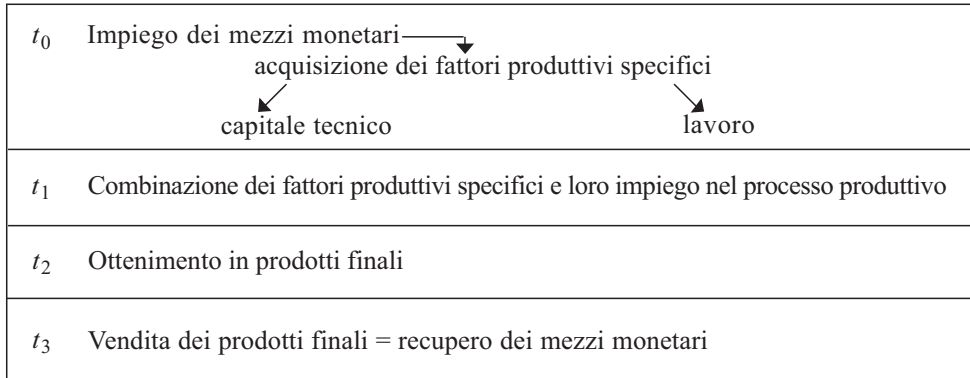 t0 Impiego dei mezzi monetari
acquisizione dei fattori produttivi specifici
capitale tecnico lavoro
t1 Combinazione dei fattori produttivi specifici e loro impiego nel processo produttivo
t2 Ottenimento in prodotti finali
t3 Vendita dei prodotti finali = recupero dei mezzi monetari